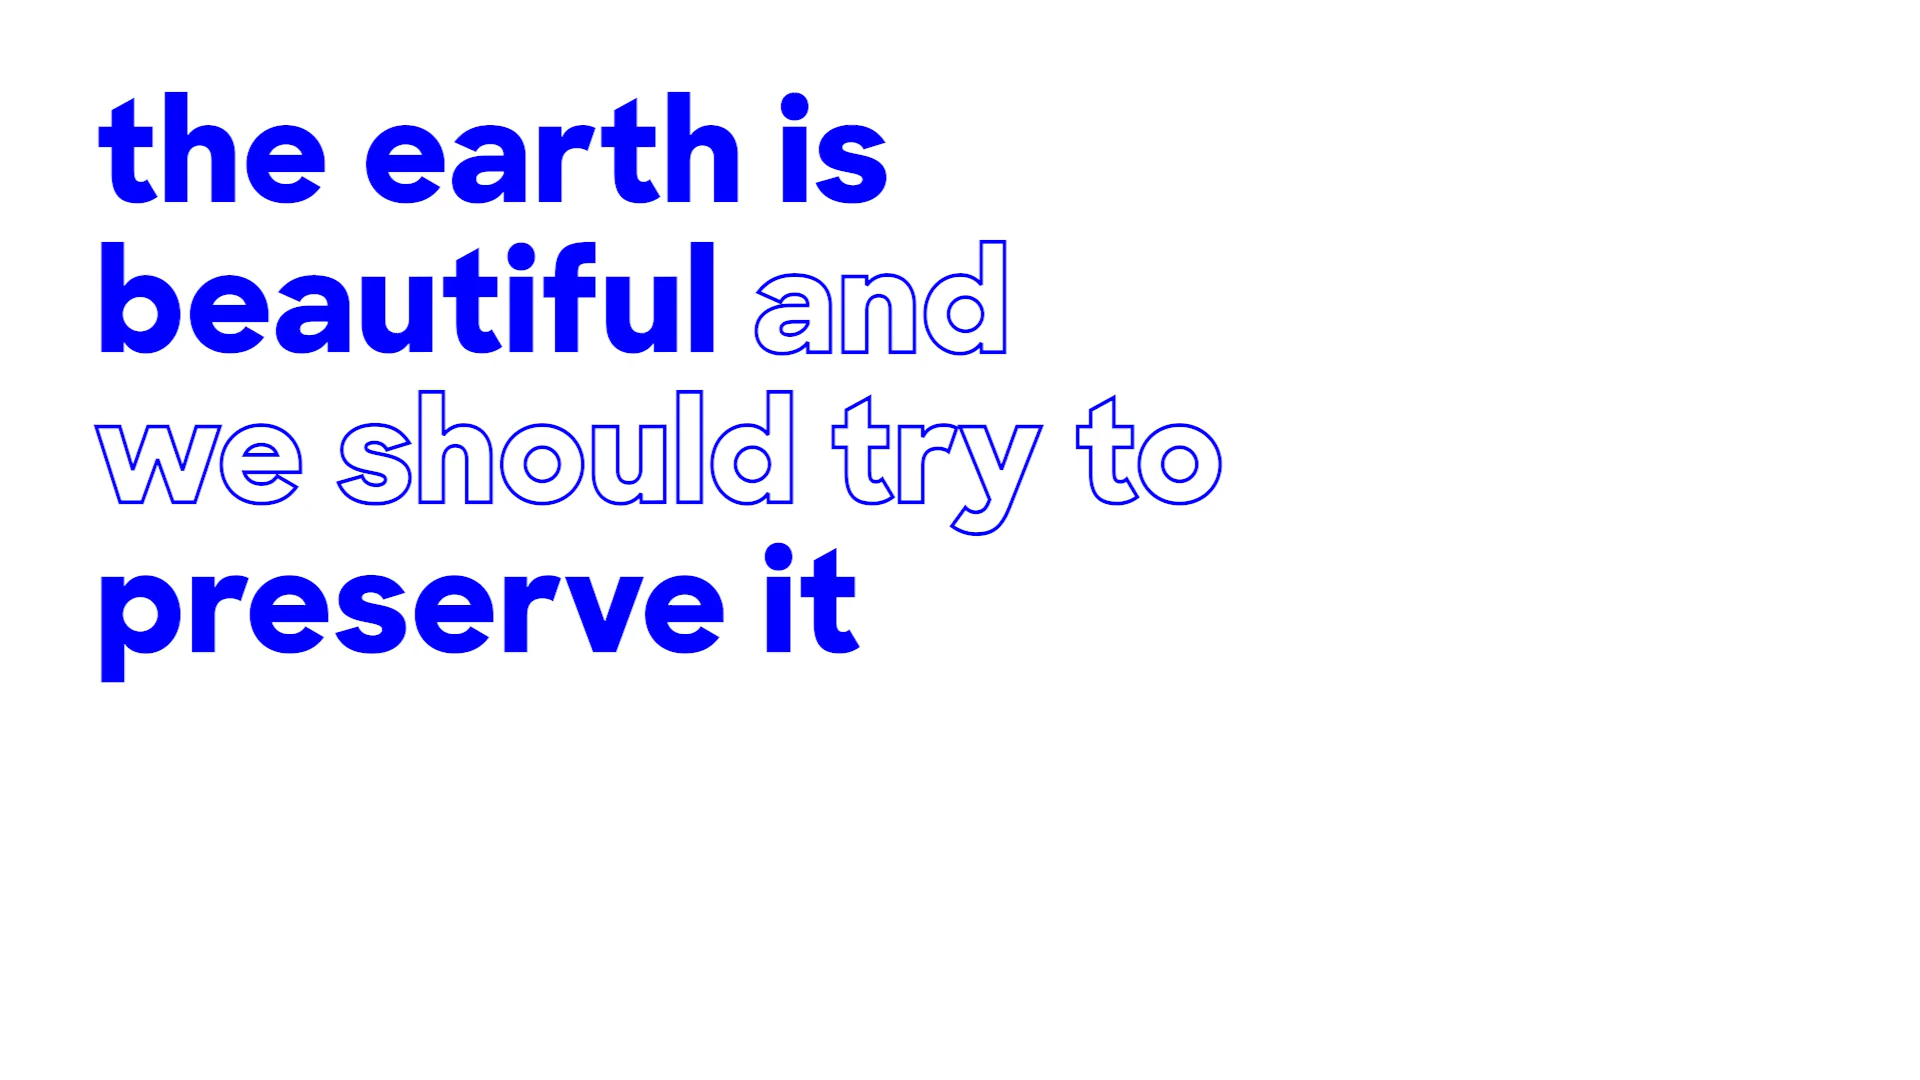 the earth is
beautiful and
we should try to
preserve it